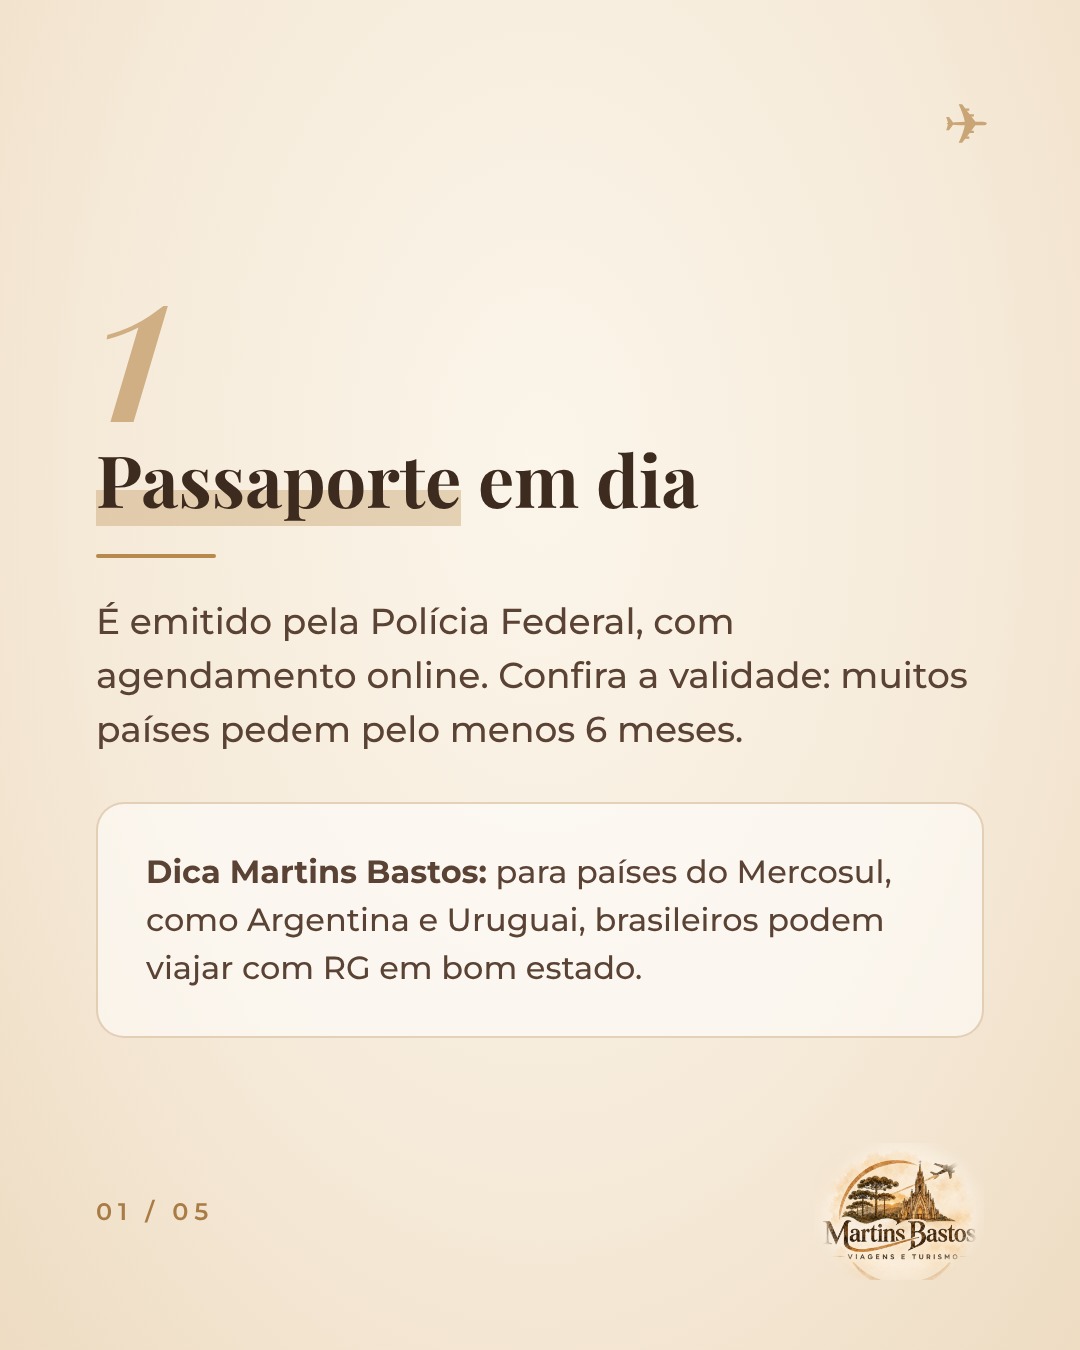 1
Passaporte em dia
É emitido pela Polícia Federal, com
agendamento online. Confira a validade: muitos
países pedem pelo menos 6 meses.
Dica Martins Bastos: para países do Mercosul,
como Argentina e Uruguai, brasileiros podem
viajar com RG em bom estado.
01 / 05
Martins Bastos
VIAGENS E TURISMO